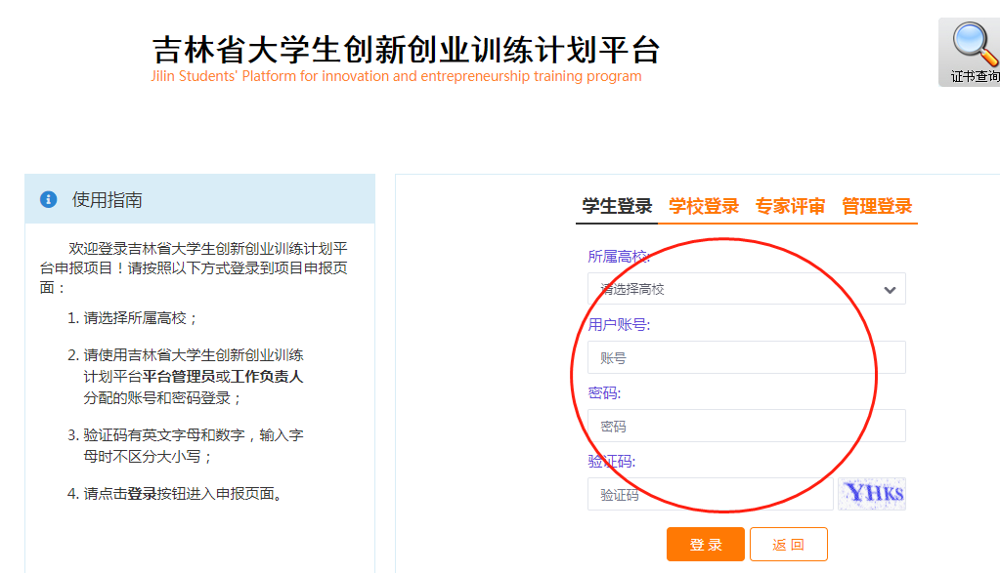 吉林省大学生创新创业训练计划平台
Jilin Students' Platform for innovation and entrepreneurship training program
证书查询
使用指南
欢迎登录吉林省大学生创新创业训练计划平
台申报项目！请按照以下方式登录到项目申报页
面：
1. 请选择所属高校；
2. 请使用吉林省大学生创新创业训练
计划平台平台管理员或工作负责人
分配的账号和密码登录；
3. 验证码有英文字母和数字，输入字
母时不区分大小写；
4. 请点击登录按钮进入申报页面。
学生登录 学校登录 专家评审 管理登录
所属高校:
请选择高校
用户账号:
账号
密码:
密码
验证码:
验证码 YHKS
登 录 返 回